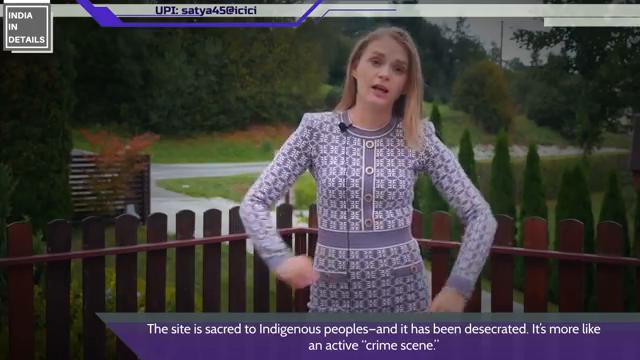 INDIA
IN
DETAILS
UPI: satya45@icici
The site is sacred to Indigenous peoples—and it has been desecrated. It's more like
an active "crime scene."